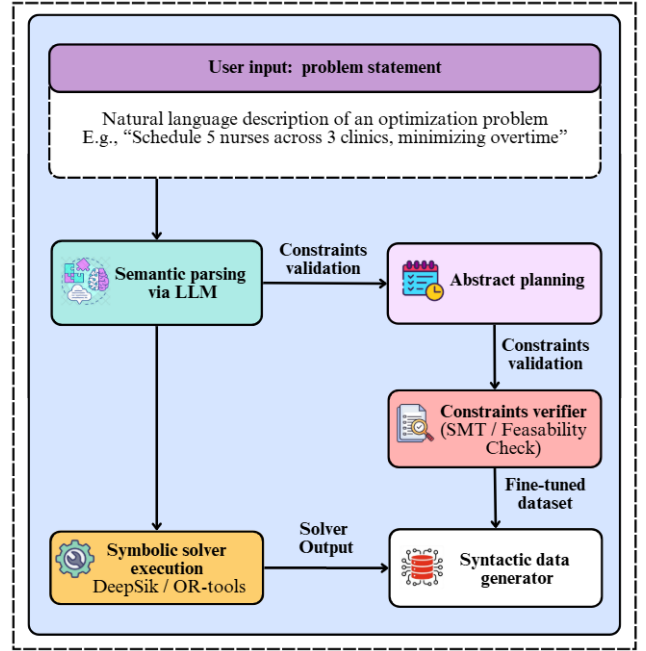 User input: problem statement
Natural language description of an optimization problem
E.g., “Schedule 5 nurses across 3 clinics, minimizing overtime”
Semantic parsing
via LLM
Constraints
validation
Abstract planning
Constraints
validation
Constraints verifier
(SMT / Feasability
Check)
Fine-tuned
dataset
Symbolic solver
execution
DeepSik / OR-tools
Solver
Output
Syntactic data
generator